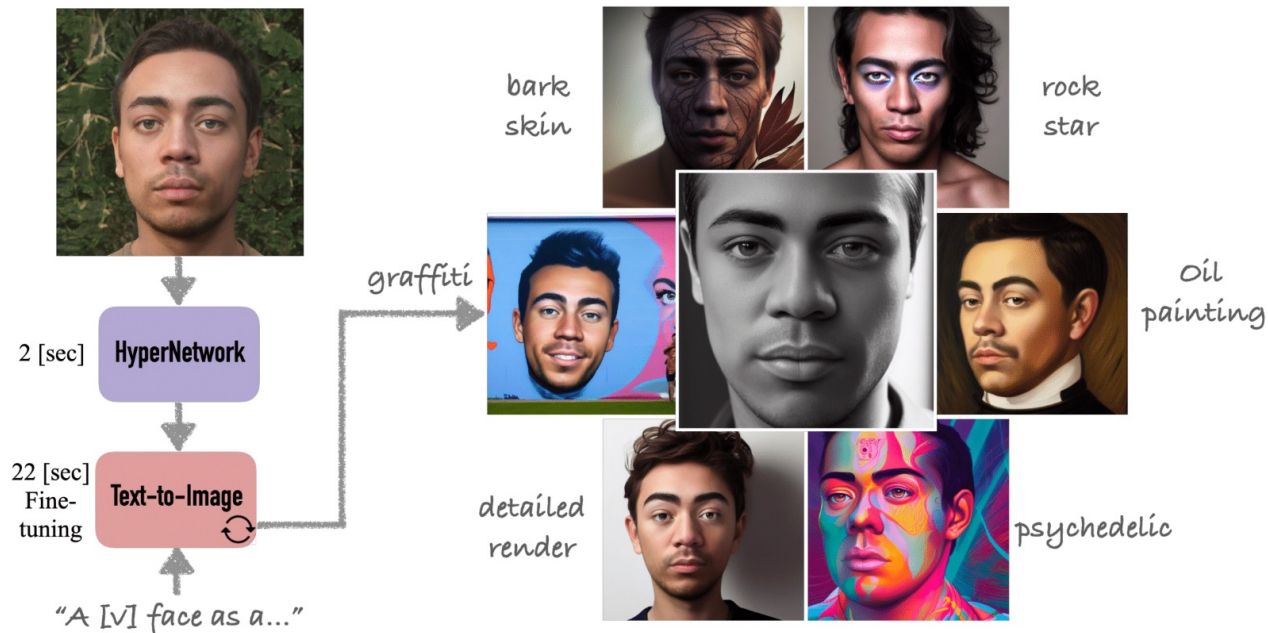 2 [sec]
HyperNetwork
22 [sec]
Fine-
tuning
Text-to-Image
"A [v] face as a..."
graffiti
bark
skin
rock
star
Oil
painting
detailed
render
psychedelic